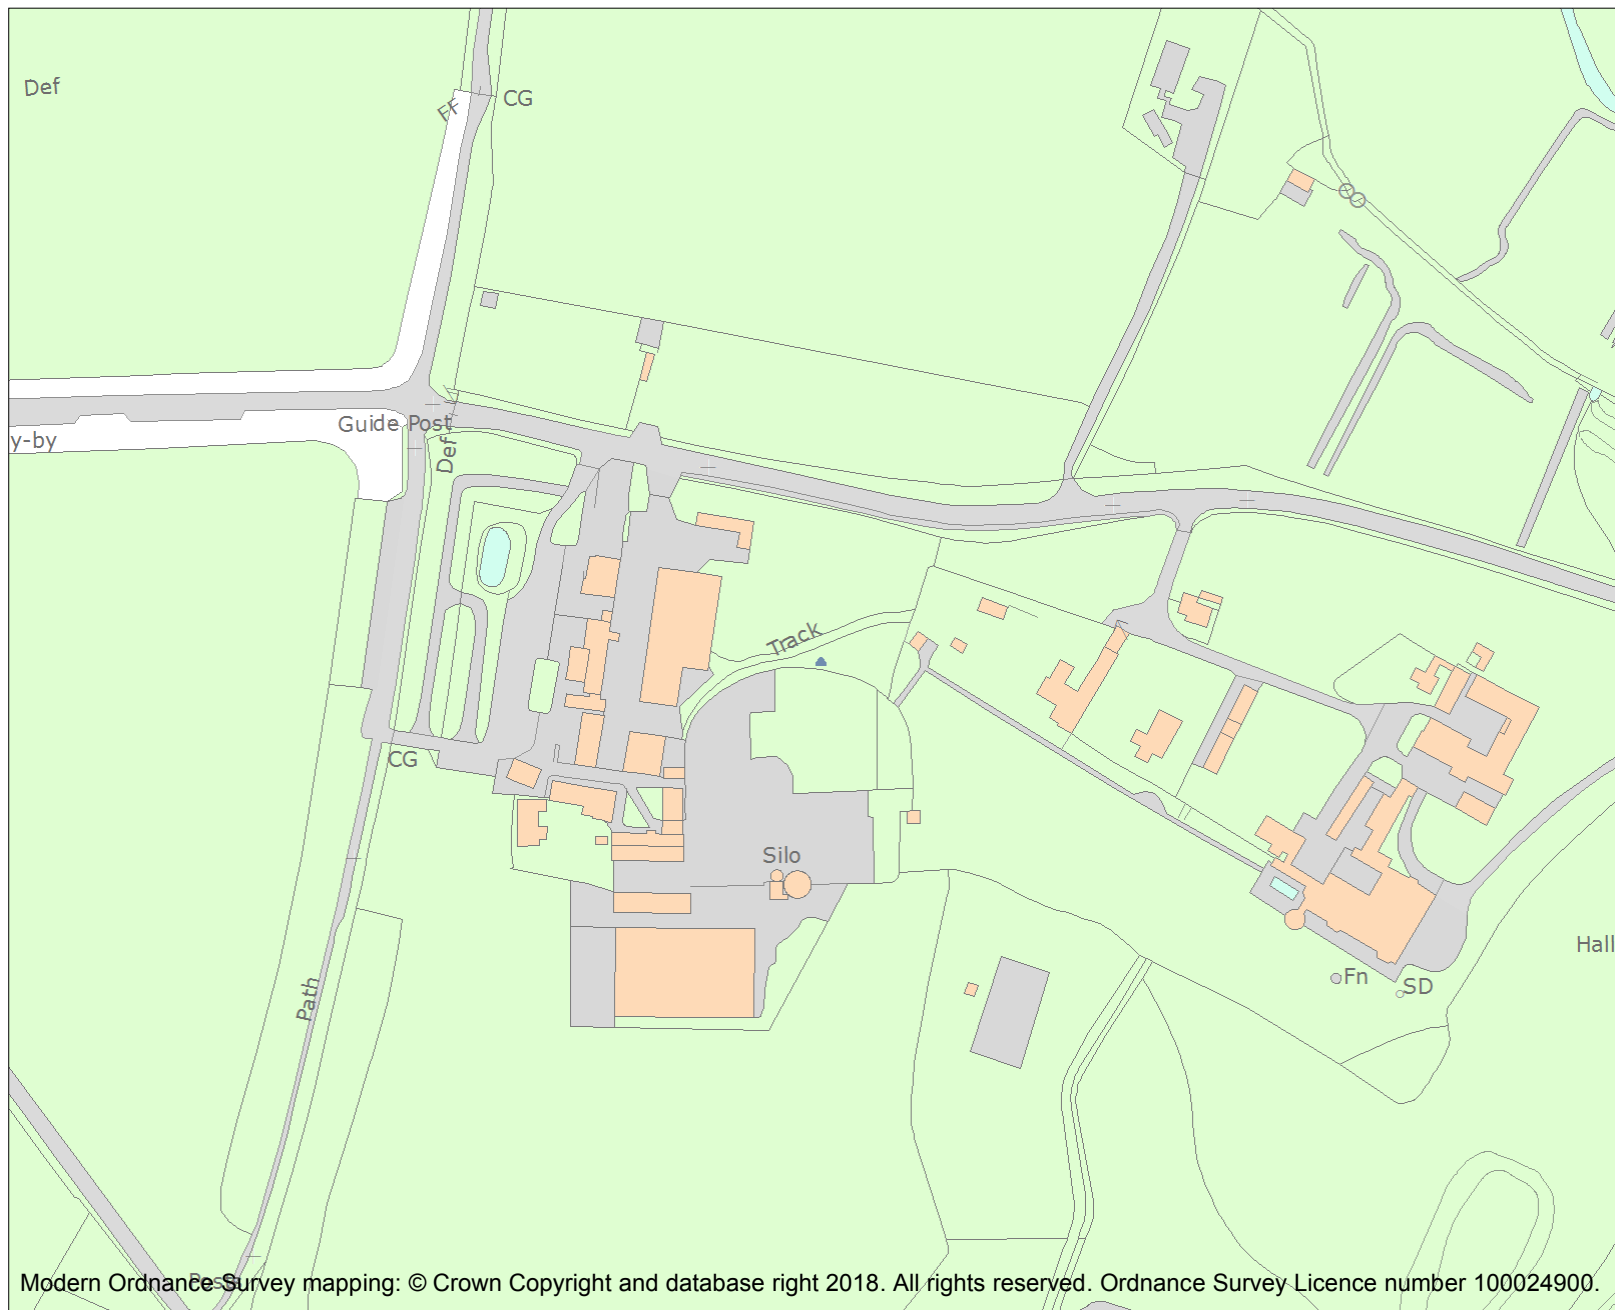 Def
FF
CG
Guide Post
y-by
Def
Track
CG
Silo
Hall
Path
Fn
SD
Posts
Modern Ordnance Survey mapping: © Crown Copyright and database right 2018. All rights reserved. Ordnance Survey Licence number 100024900.